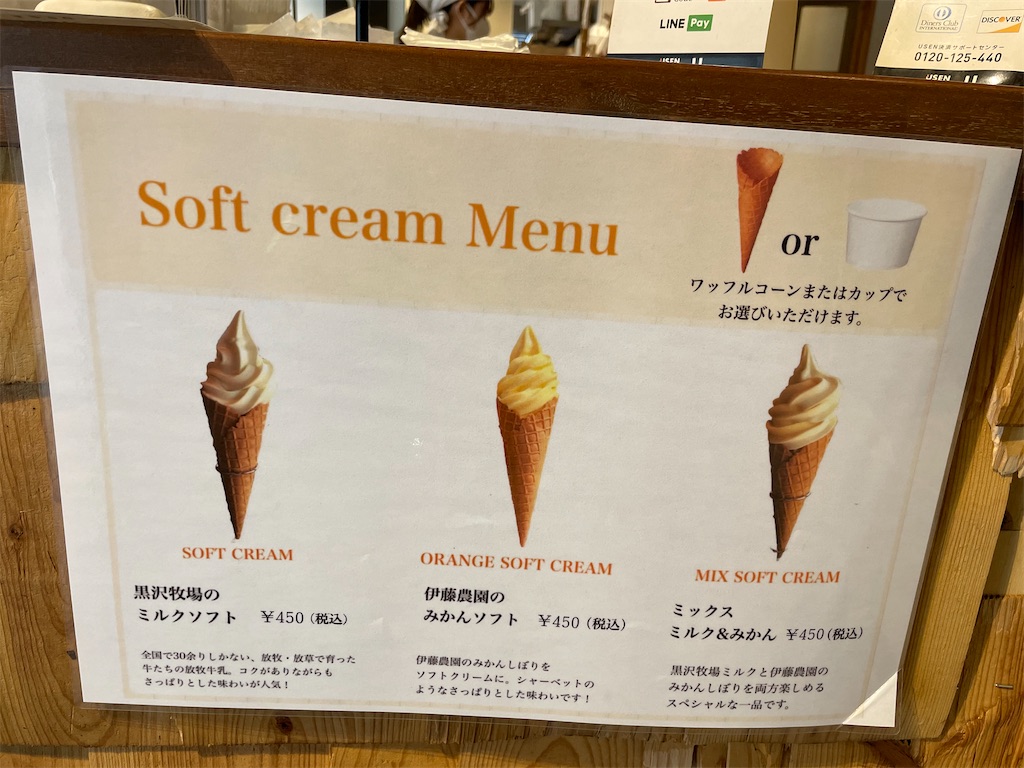 LINE Pay
USEN
Diners Club
INTERNATIONAL
DISCOVER
USEN決済サポートセンター
0120-125-440
USEN
Soft cream Menu
or
ワッフルコーンまたはカップで
お選びいただけます。
SOFT CREAM
黒沢牧場の
ミルクソフト ￥450（税込）
全国で30余りしかない、放牧・放草で育った
牛たちの放牧牛乳。コクがありながらも
さっぱりとした味わいが人気！
ORANGE SOFT CREAM
伊藤農園の
みかんソフト ￥450（税込）
伊藤農園のみかんしぼりを
ソフトクリームに。シャーベットの
ようなさっぱりとした味わいです！
MIX SOFT CREAM
ミックス
ミルク&みかん ￥450（税込）
黒沢牧場ミルクと伊藤農園の
みかんしぼりを両方楽しめる
スペシャルな一品です。